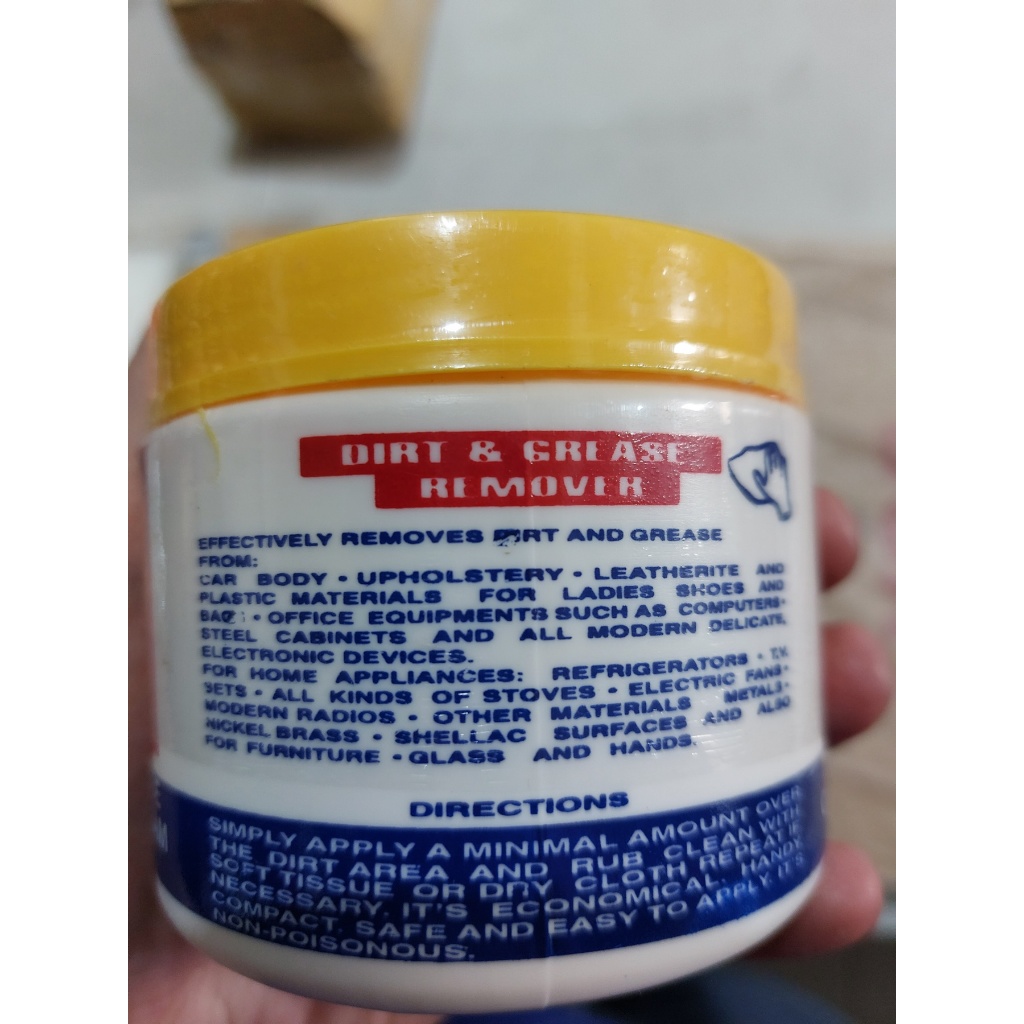 DIRT & GREASE
REMOVER
EFFECTIVELY REMOVES DIRT AND GREASE
FROM:
CAR BODY • UPHOLSTERY • LEATHERITE AND
PLASTIC MATERIALS FOR LADIES SHOES AND
• OFFICE EQUIPMENTS SUCH AS COMPUTERS•
STEEL CABINETS AND ALL MODERN DELICATE,
ELECTRONIC DEVICES.
FOR HOME APPLIANCES: REFRIGERATORS • T.V.
SETS • ALL KINDS OF STOVES • ELECTRIC FANS•
MODERN RADIOS • OTHER MATERIALS METALS•
NICKEL BRASS • SHELLAC SURFACES AND ALSO
FOR FURNITURE • GLASS AND HANDS.
DIRECTIONS
SIMPLY APPLY A MINIMAL AMOUNT OVER
THE DIRT AREA AND RUB CLEAN WITH
SOFT TISSUE OR DRY CLOTH REPEAT IF
NECESSARY. IT'S ECONOMICAL, HANDY,
COMPACT, SAFE AND EASY TO APPLY. IT'S
NON-POISONOUS.